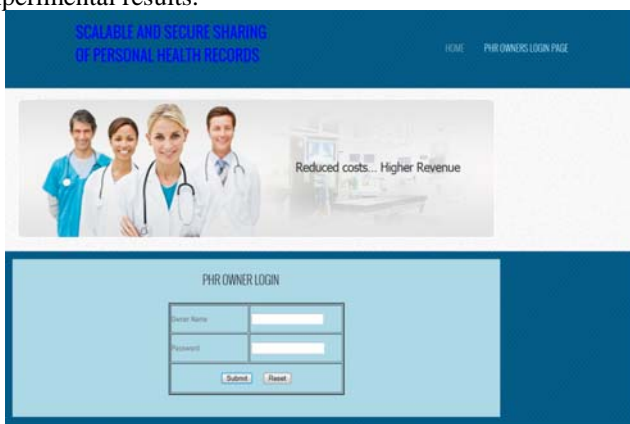 perimental results.
SCALABLE AND SECURE SHARING
OF PERSONAL HEALTH RECORDS
HOME PHR OWNERS LOGIN PAGE
Reduced costs... Higher Revenue
PHR OWNER LOGIN
Owner Name
Password
Submit Reset